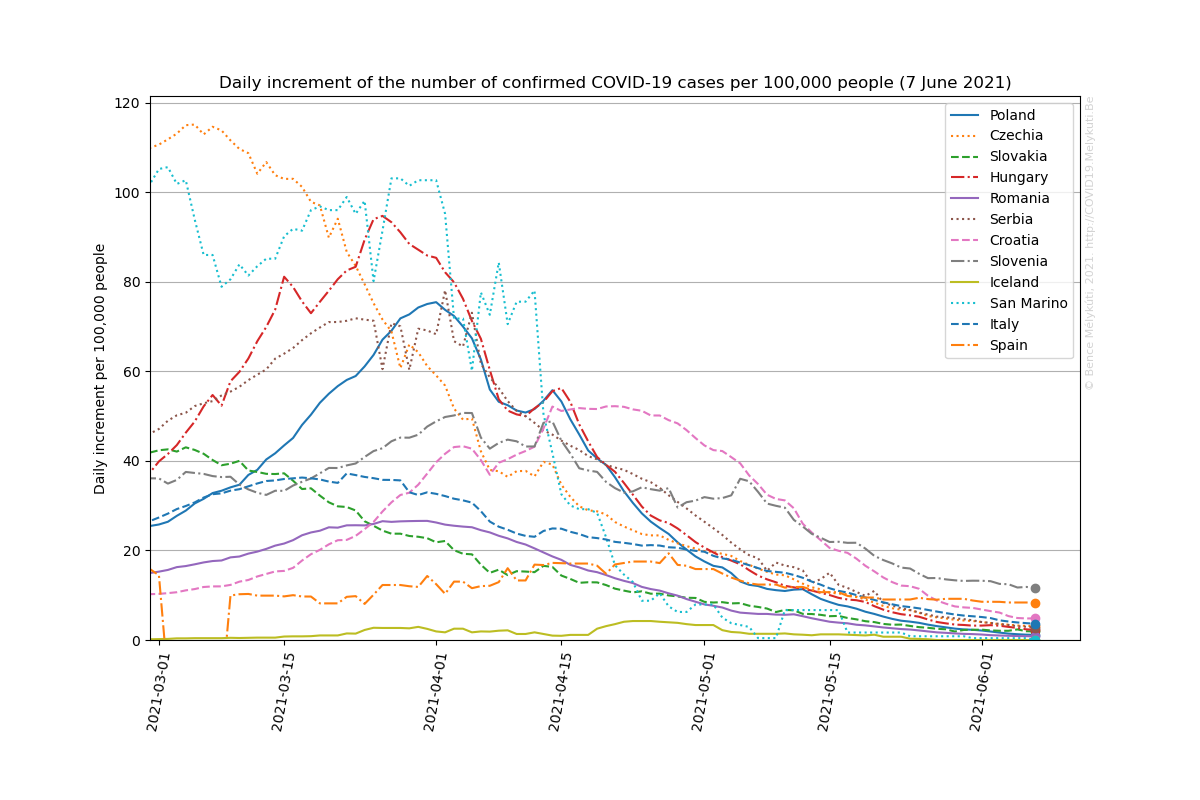 Daily increment of the number of confirmed COVID-19 cases per 100,000 people (7 June 2021)
Daily increment per 100,000 people
120
100
80
60
40
20
0
2021-03-01
2021-03-15
2021-04-01
2021-04-15
2021-05-01
2021-05-15
2021-06-01
Poland
Czechia
Slovakia
Hungary
Romania
Serbia
Croatia
Slovenia
Iceland
San Marino
Italy
Spain
© Bence Mélykúti, 2021 http://COVID19.Melykuti.Be